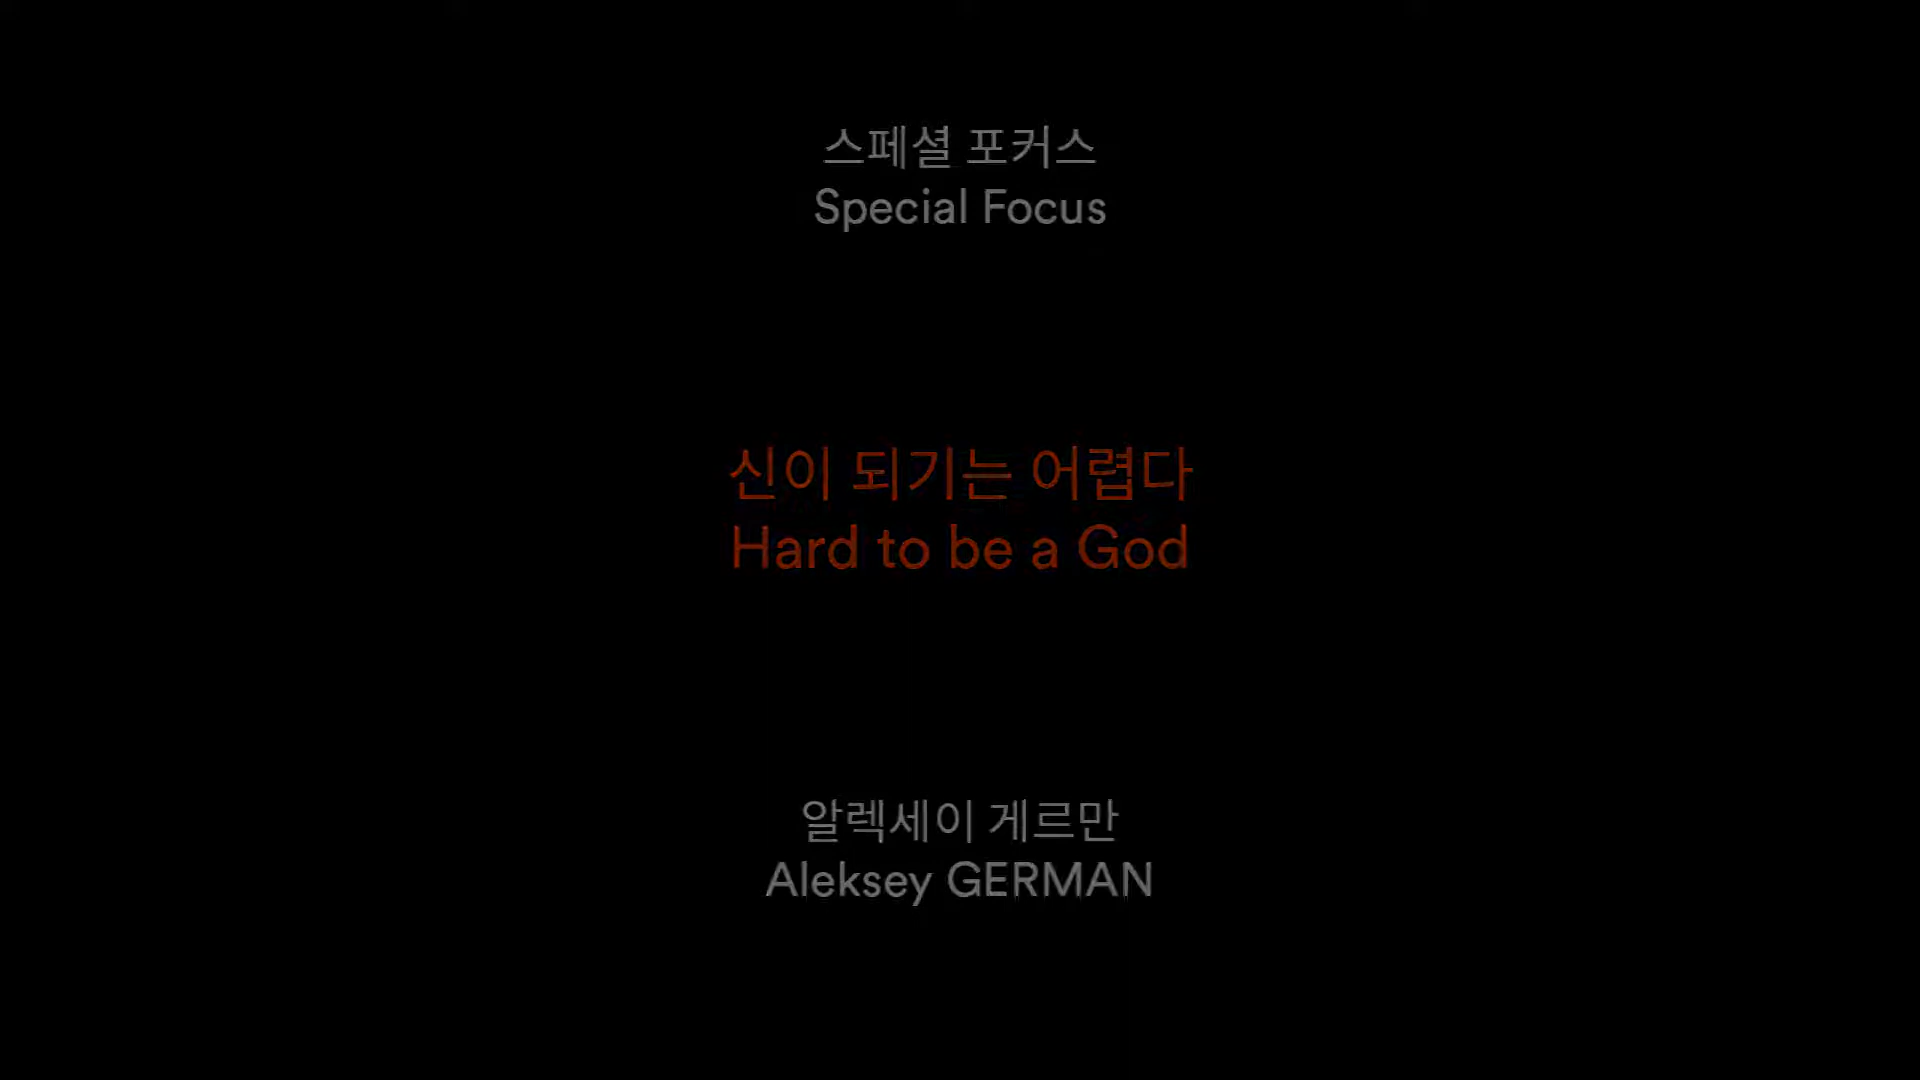 스페셜 포커스
Special Focus
신이 되기는 어렵다
Hard to be a God
알렉세이 게르만
Aleksey GERMAN